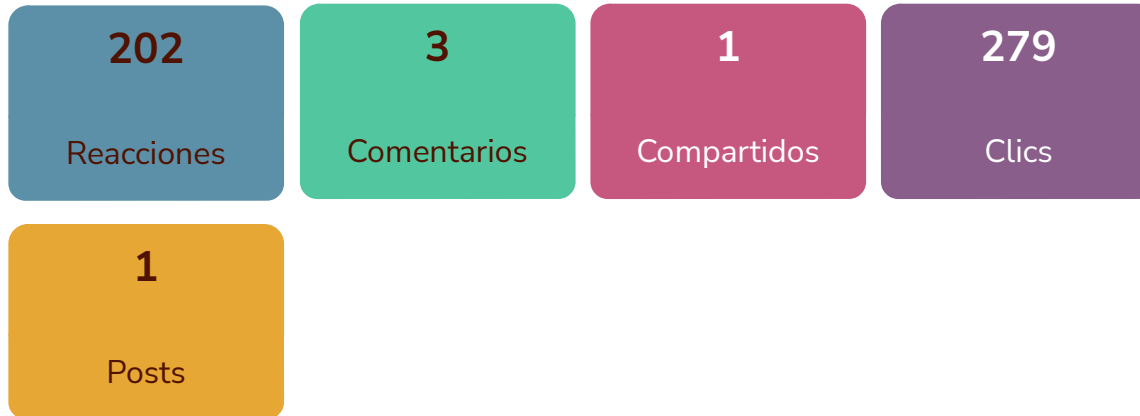 202
Reacciones
3
Comentarios
1
Compartidos
279
Clics
1
Posts